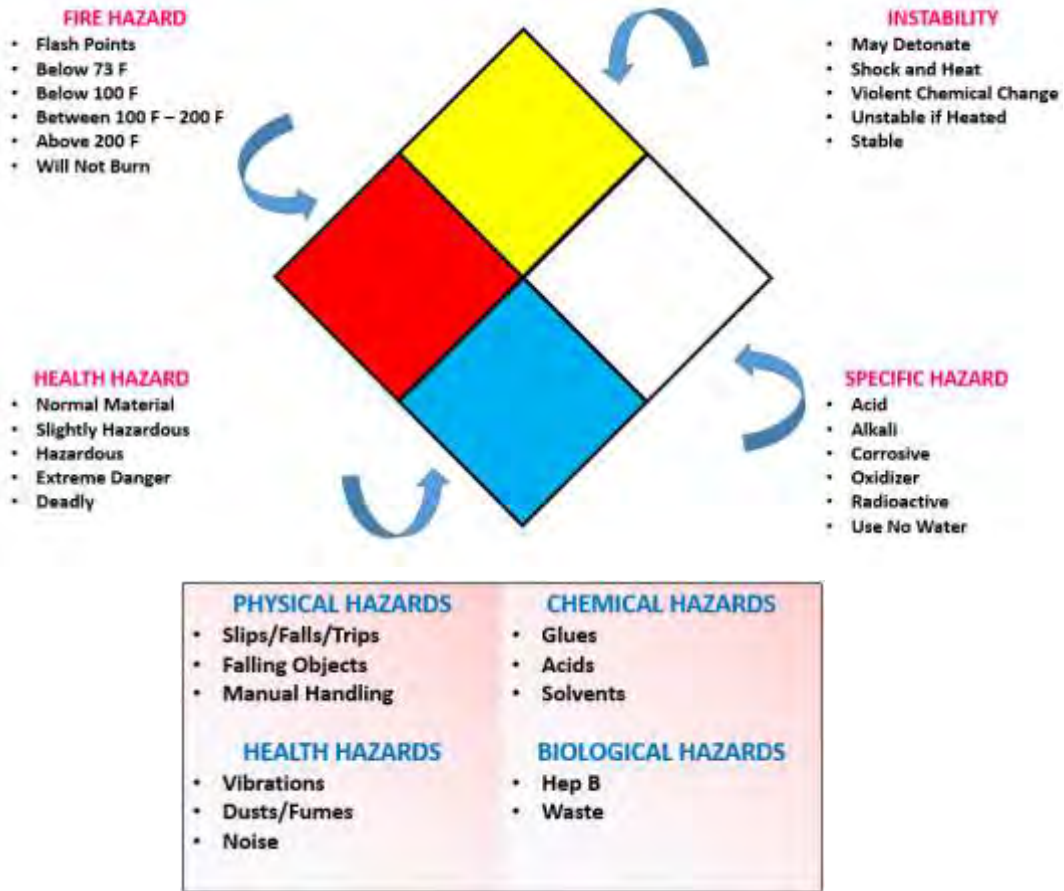 FIRE HAZARD
• Flash Points
• Below 73 F
• Below 100 F
• Between 100 F – 200 F
• Above 200 F
• Will Not Burn
INSTABILITY
• May Detonate
• Shock and Heat
• Violent Chemical Change
• Unstable if Heated
• Stable
HEALTH HAZARD
• Normal Material
• Slightly Hazardous
• Hazardous
• Extreme Danger
• Deadly
SPECIFIC HAZARD
• Acid
• Alkali
• Corrosive
• Oxidizer
• Radioactive
• Use No Water
PHYSICAL HAZARDS
• Slips/Falls/Trips
• Falling Objects
• Manual Handling
CHEMICAL HAZARDS
• Glues
• Acids
• Solvents
HEALTH HAZARDS
• Vibrations
• Dusts/Fumes
• Noise
BIOLOGICAL HAZARDS
• Hep B
• Waste